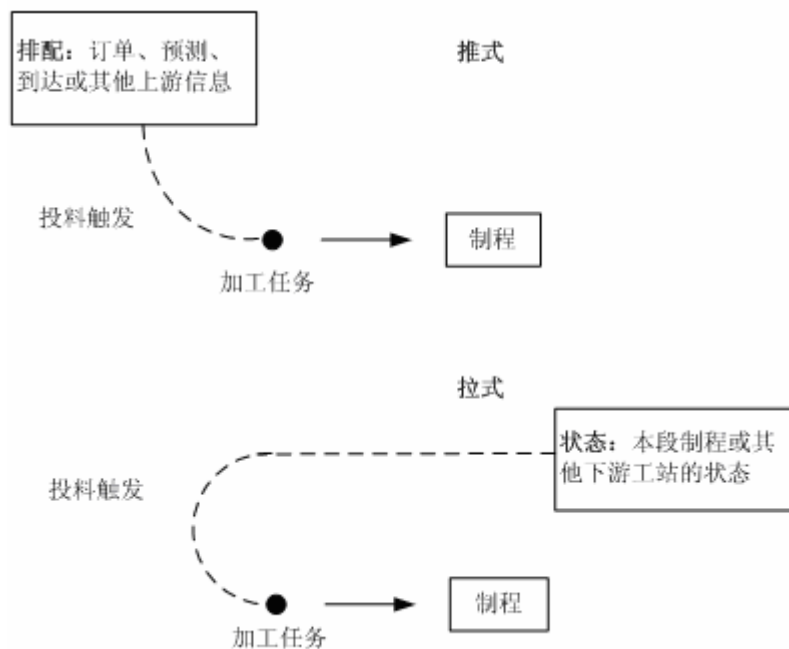 排配：订单、预测、
到达或其他上游信息
推式
投料触发
制程
加工任务
拉式
状态：本段制程或其
他下游工站的状态
投料触发
制程
加工任务